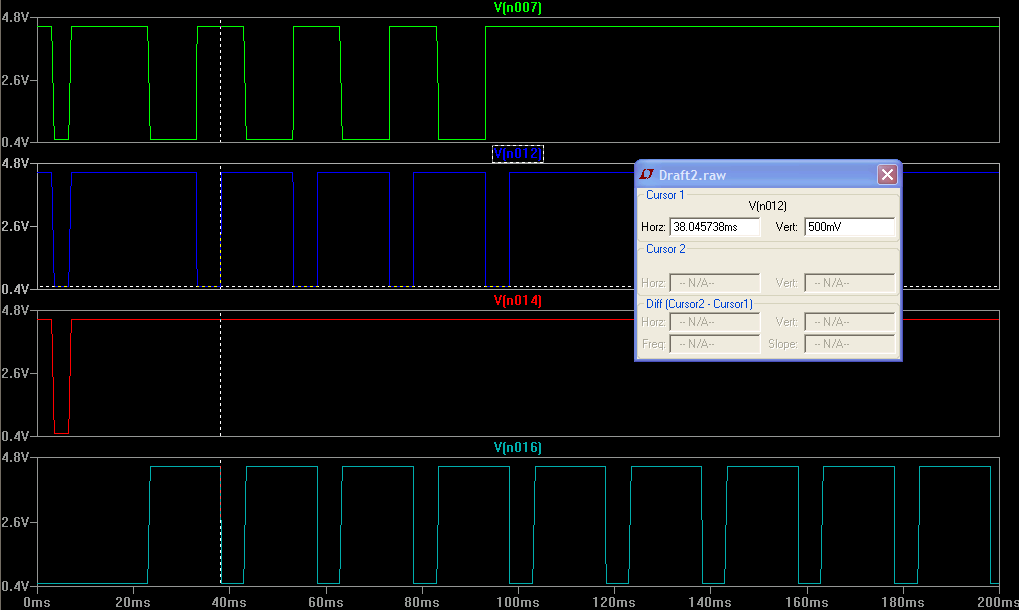 V(n007)
4.8V
2.6V
0.4V
V(n012)
4.8V
2.6V
0.4V
Draft2.raw
Cursor 1
V(n012)
Horz: 38.045738ms Vert: 500mV
Cursor 2
Horz: -- N/A-- Vert: -- N/A--
Diff (Cursor2 - Cursor1)
Horz: -- N/A-- Vert: -- N/A--
Freq: -- N/A-- Slope: -- N/A--
V(n014)
4.8V
2.6V
0.4V
V(n016)
4.8V
2.6V
0.4V
0ms 20ms 40ms 60ms 80ms 100ms 120ms 140ms 160ms 180ms 200ms